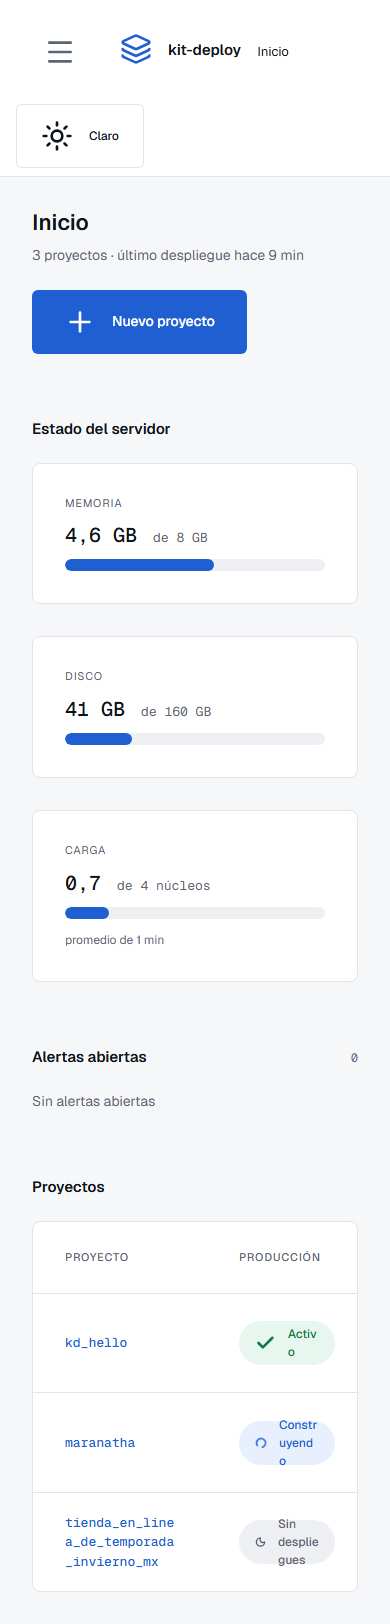 kit-deploy Inicio
Claro
Inicio
3 proyectos · último despliegue hace 9 min
Nuevo proyecto
Estado del servidor
MEMORIA
4,6 GB de 8 GB
DISCO
41 GB de 160 GB
CARGA
0,7 de 4 núcleos
promedio de 1 min
Alertas abiertas 0
Sin alertas abiertas
Proyectos
PROYECTO PRODUCCIÓN
kd_hello
Activ
o
maranatha
Constr
uyend
o
tienda_en_line
a_de_temporada
_invierno_mx
Sin
desplie
gues